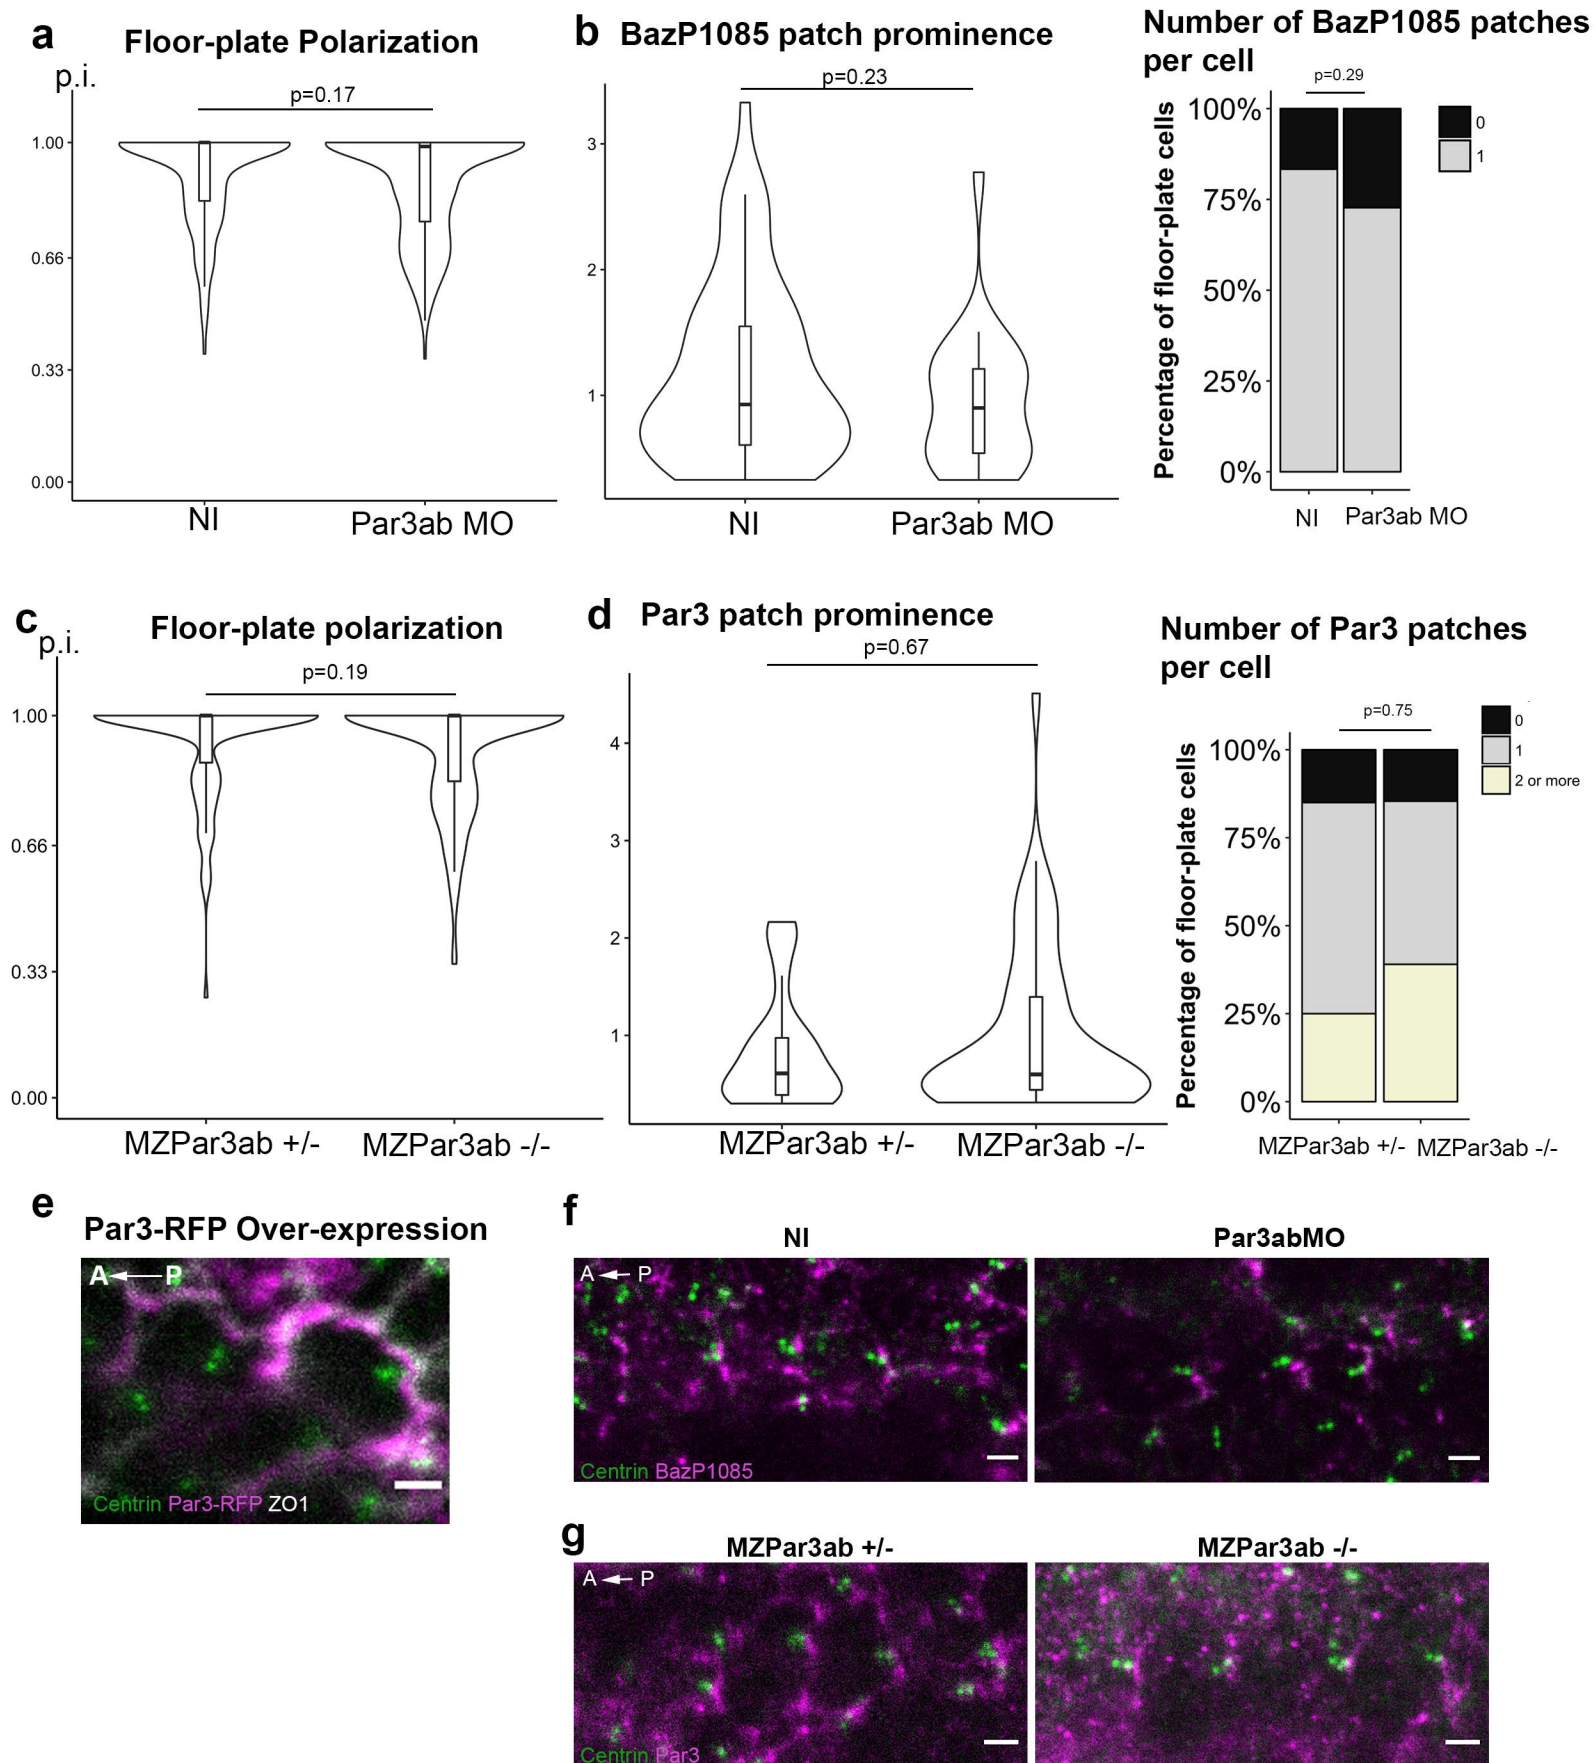 a
Floor-plate Polarization
p.i.
p=0.17
1.00
0.66
0.33
0.00
NI
Par3ab MO
b
BazP1085 patch prominence
p=0.23
3
2
1
NI
Par3ab MO
Number of BazP1085 patches
per cell
p=0.29
Percentage of floor-plate cells
100%
75%
50%
25%
0%
0
1
NI
Par3ab MO
c
Floor-plate polarization
p.i.
p=0.19
1.00
0.66
0.33
0.00
MZPar3ab +/-
MZPar3ab -/-
d
Par3 patch prominence
p=0.67
4
3
2
1
MZPar3ab +/-
MZPar3ab -/-
Number of Par3 patches
per cell
p=0.75
Percentage of floor-plate cells
100%
75%
50%
25%
0%
0
1
2 or more
MZPar3ab +/-
MZPar3ab -/-
e
Par3-RFP Over-expression
A P
Centrin Par3-RFP ZO1
f
NI
Par3abMO
A P
Centrin BazP1085
g
MZPar3ab +/-
MZPar3ab -/-
A P
Centrin Par3